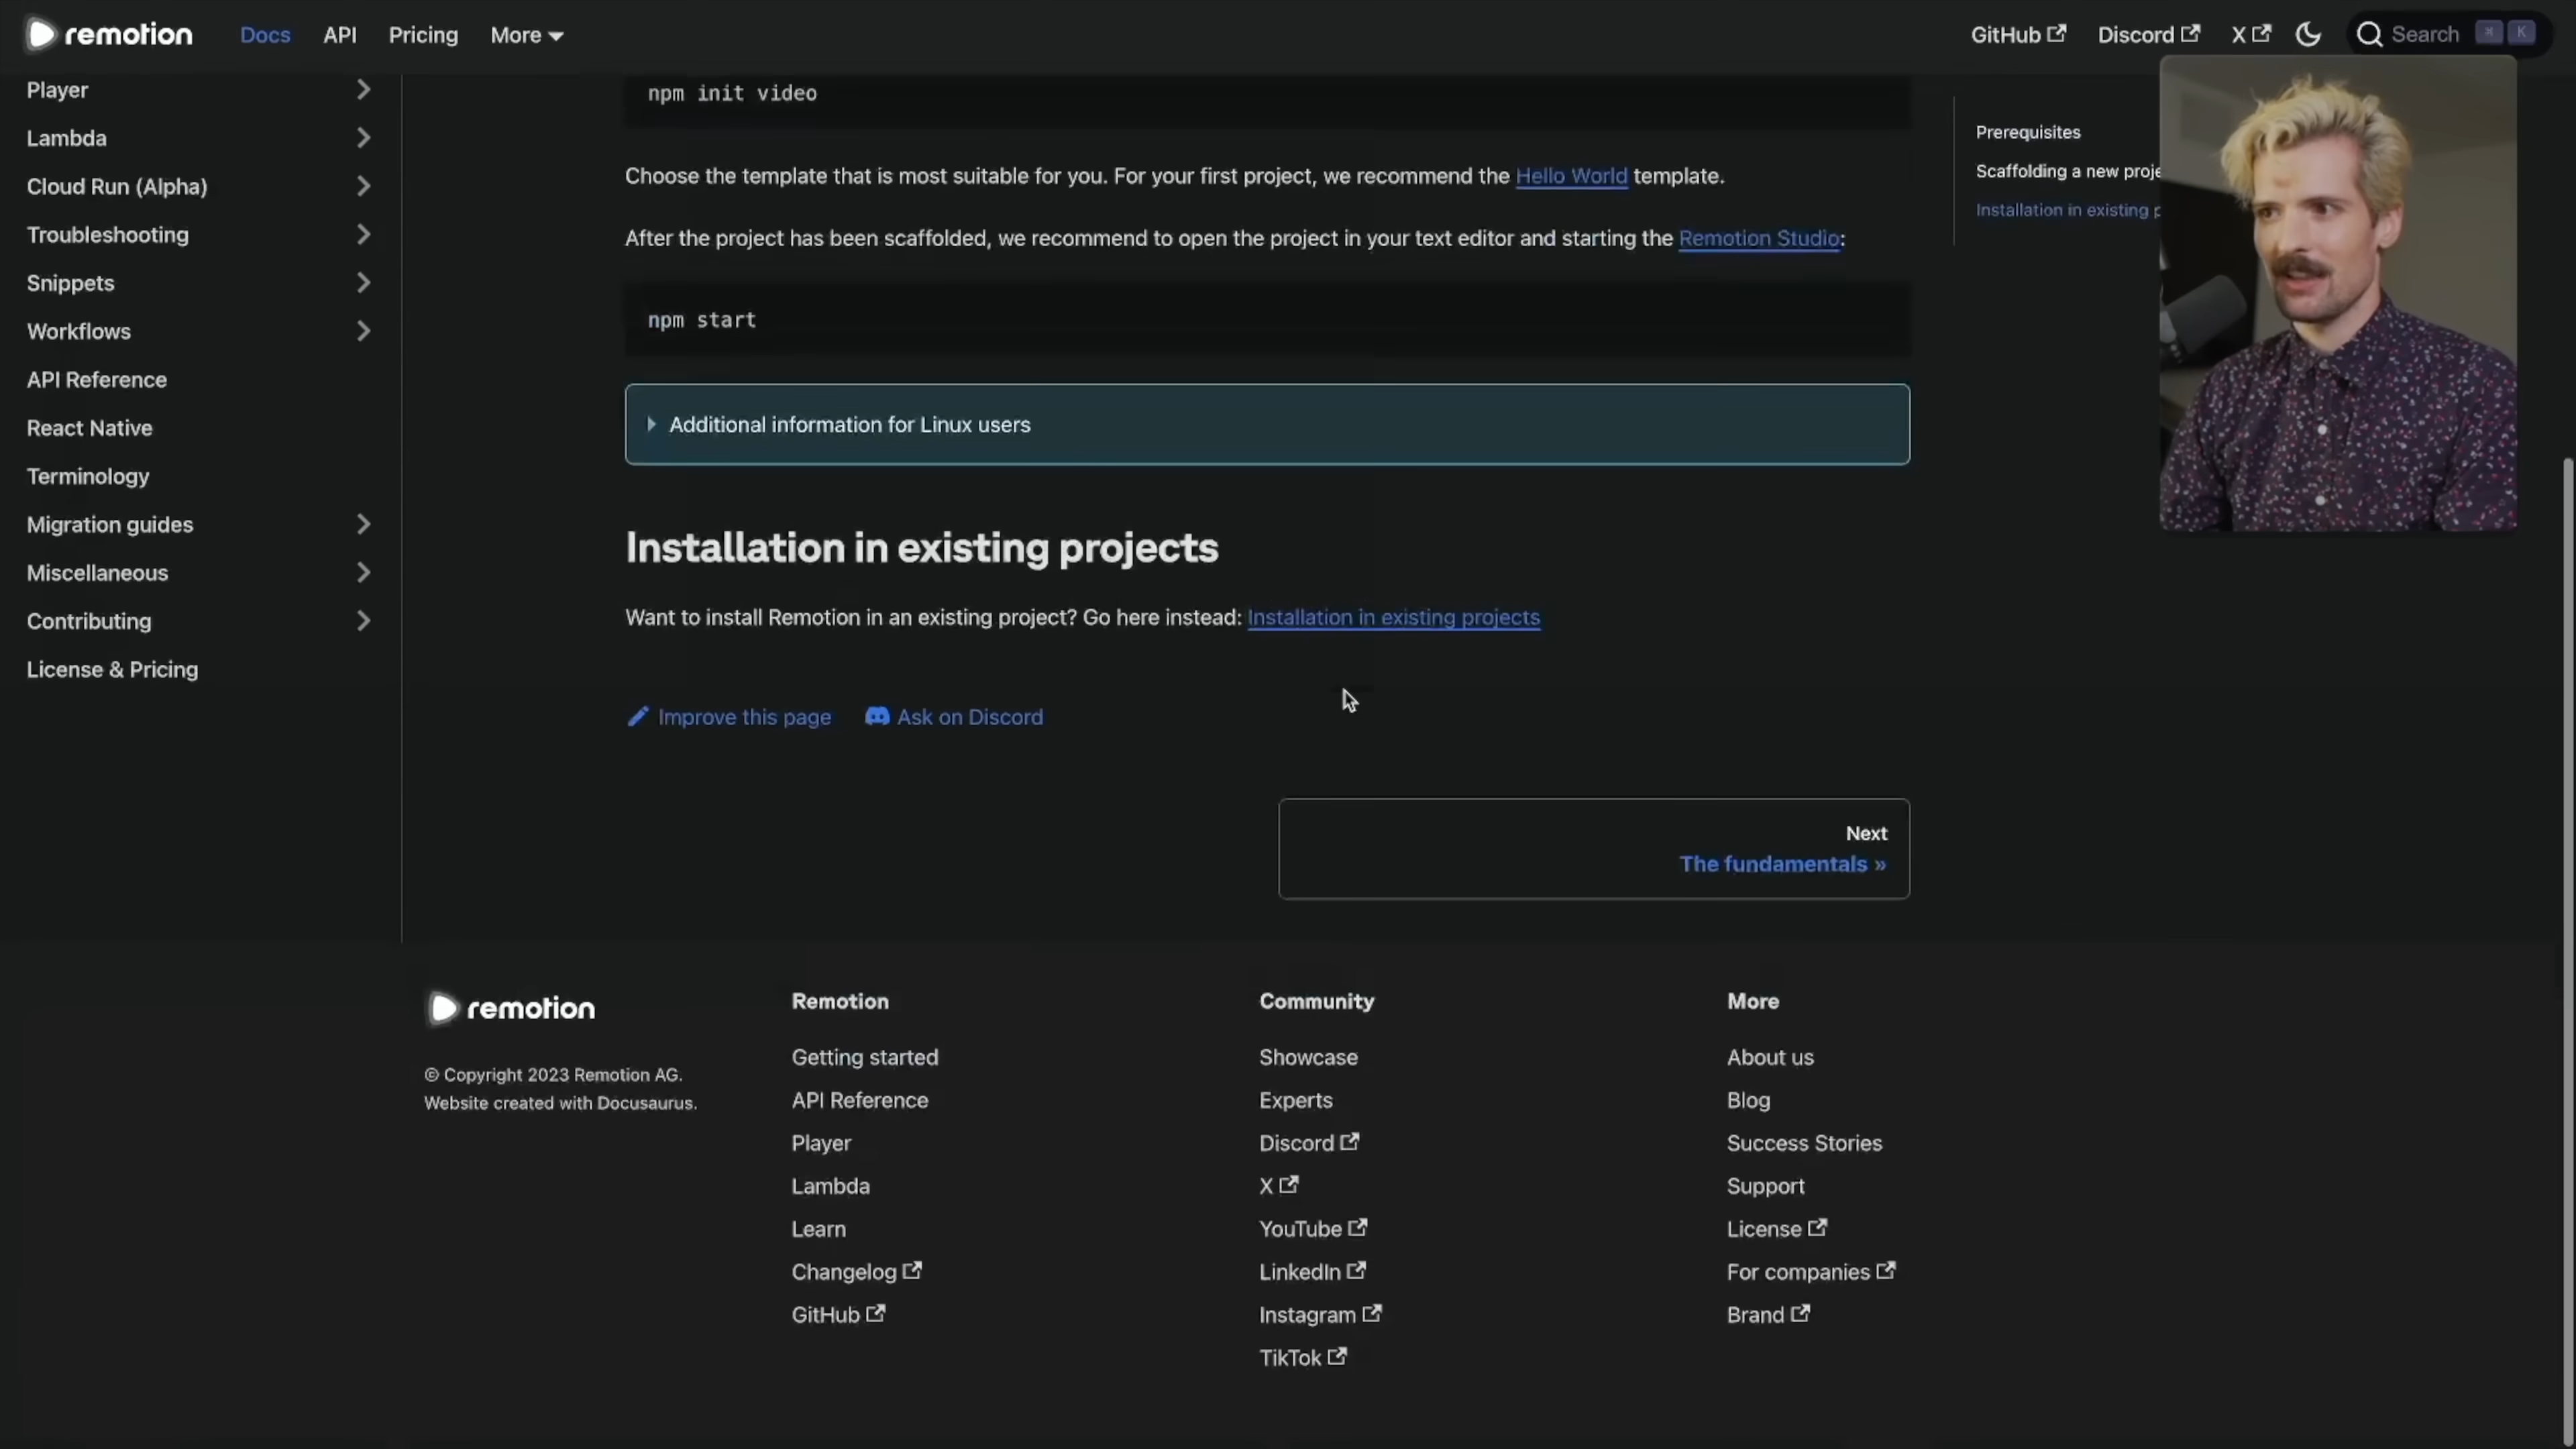 remotion
Docs
API
Pricing
More
GitHub
Discord
X
Search
K
Player
Lambda
Cloud Run (Alpha)
Troubleshooting
Snippets
Workflows
API Reference
React Native
Terminology
Migration guides
Miscellaneous
Contributing
License & Pricing
npm init video
Choose the template that is most suitable for you. For your first project, we recommend the Hello World template.
After the project has been scaffolded, we recommend to open the project in your text editor and starting the Remotion Studio:
npm start
Additional information for Linux users
Installation in existing projects
Want to install Remotion in an existing project? Go here instead: Installation in existing projects
Improve this page
Ask on Discord
Next
The fundamentals »
Prerequisites
Scaffolding a new proje
Installation in existing p
remotion
© Copyright 2023 Remotion AG.
Website created with Docusaurus.
Remotion
Getting started
API Reference
Player
Lambda
Learn
Changelog
GitHub
Community
Showcase
Experts
Discord
X
YouTube
LinkedIn
Instagram
TikTok
More
About us
Blog
Success Stories
Support
License
For companies
Brand